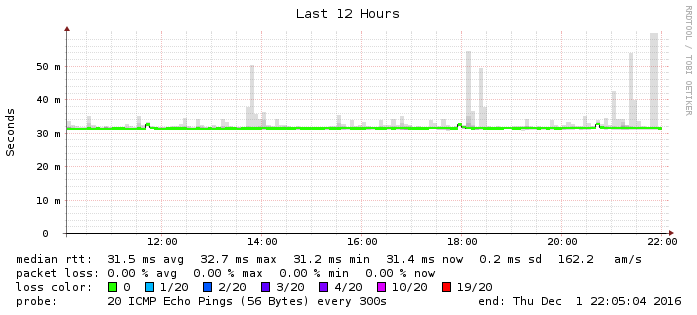 Last 12 Hours
RRDTOOL / TOBI OETIKER
Seconds
50 m
40 m
30 m
20 m
10 m
0
12:00 14:00 16:00 18:00 20:00 22:00
median rtt: 31.5 ms avg 32.7 ms max 31.2 ms min 31.4 ms now 0.2 ms sd 162.2 am/s
packet loss: 0.00 % avg 0.00 % max 0.00 % min 0.00 % now
loss color: 0 1/20 2/20 3/20 4/20 10/20 19/20
probe: 20 ICMP Echo Pings (56 Bytes) every 300s end: Thu Dec 1 22:05:04 2016